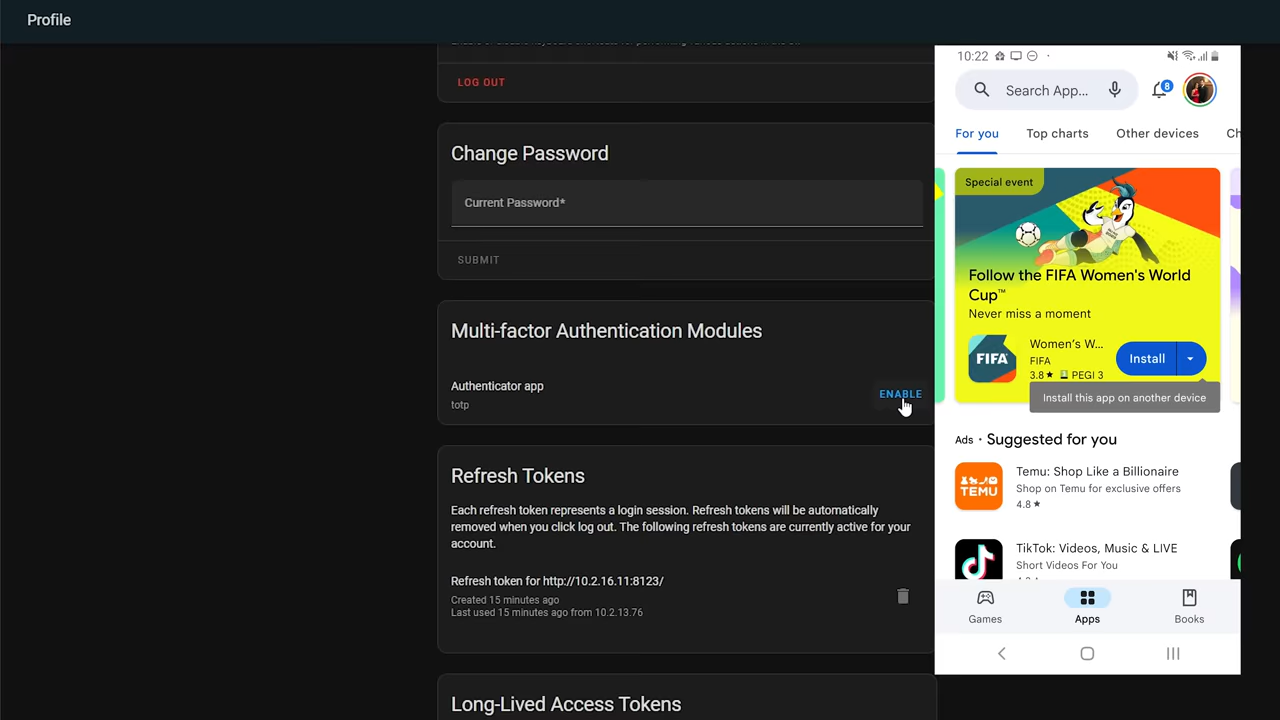 Profile
LOG OUT
Change Password
Current Password*
SUBMIT
Multi-factor Authentication Modules
Authenticator app
totp
ENABLE
Refresh Tokens
Each refresh token represents a login session. Refresh tokens will be automatically
removed when you click log out. The following refresh tokens are currently active for your
account.
Refresh token for http://10.2.16.11:8123/
Created 15 minutes ago
Last used 15 minutes ago from 10.2.13.76
Long-Lived Access Tokens
10:22
Search App...
8
For you
Top charts
Other devices
Ch
Special event
Follow the FIFA Women's World
Cup™
Never miss a moment
FIFA
Women's W...
FIFA
3.8★ PEGI 3
Install
Install this app on another device
Ads • Suggested for you
TEMU
Temu: Shop Like a Billionaire
Shop on Temu for exclusive offers
4.8★
TikTok: Videos, Music & LIVE
Short Videos For You
Games
Apps
Books